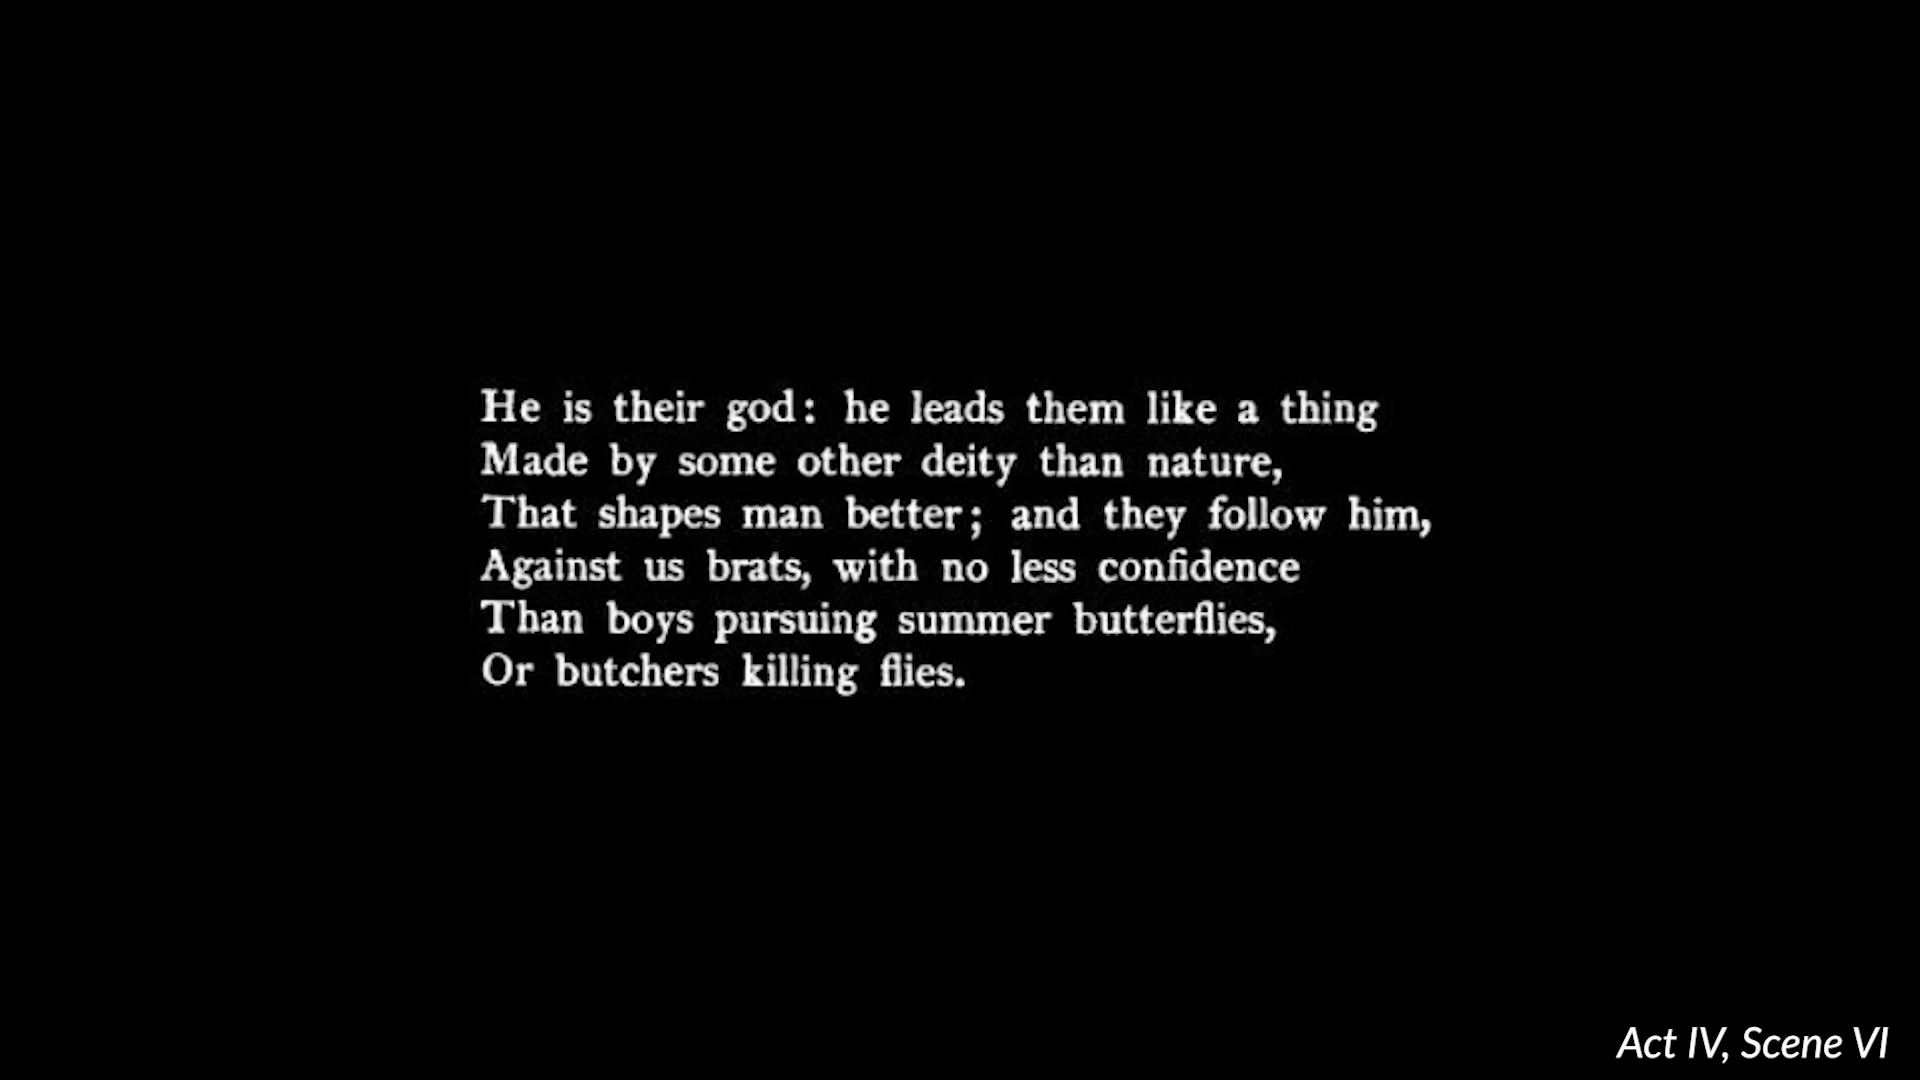 He is their god: he leads them like a thing
Made by some other deity than nature,
That shapes man better; and they follow him,
Against us brats, with no less confidence
Than boys pursuing summer butterflies,
Or butchers killing flies.
Act IV, Scene VI